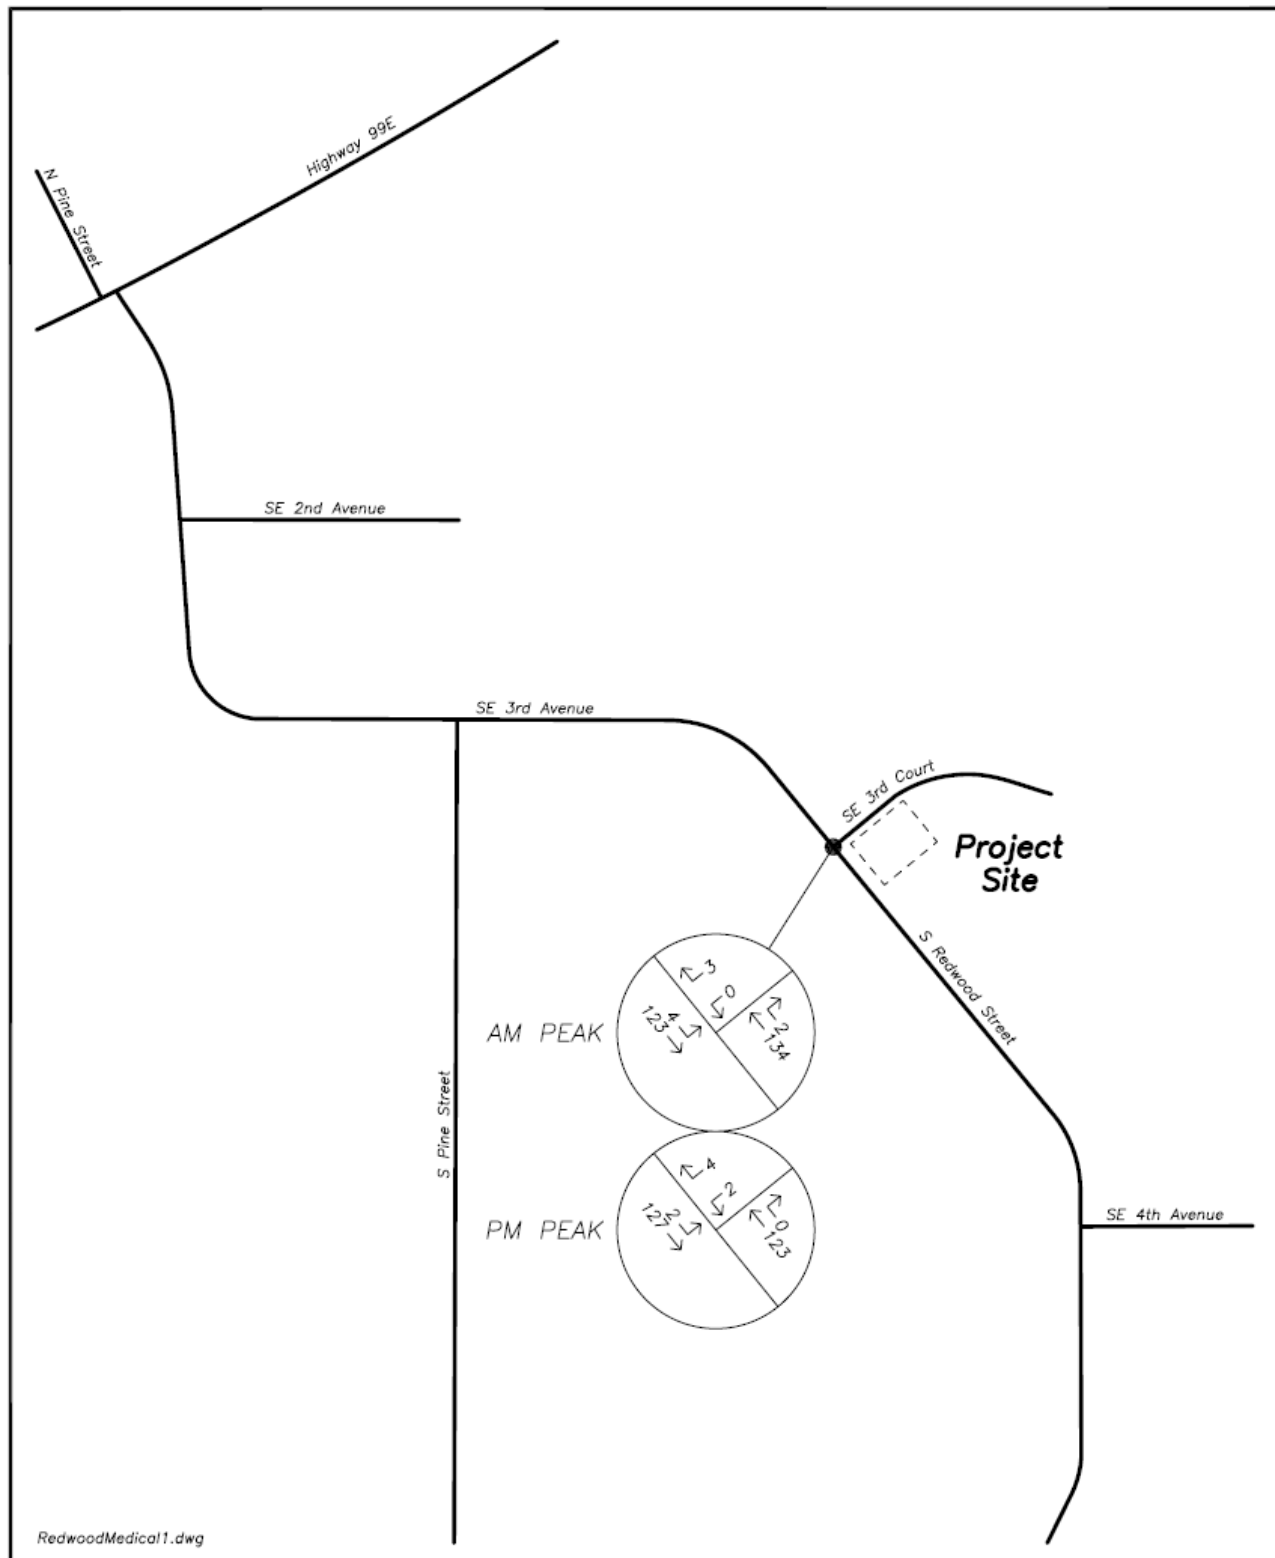 Highway 99E
N Pine Street
SE 2nd Avenue
SE 3rd Avenue
SE 3rd Court
Project
Site
S Redwood Street
AM PEAK
3
0
4
123
2
134
S Pine Street
PM PEAK
4
2
2
127
0
123
SE 4th Avenue
RedwoodMedical1.dwg